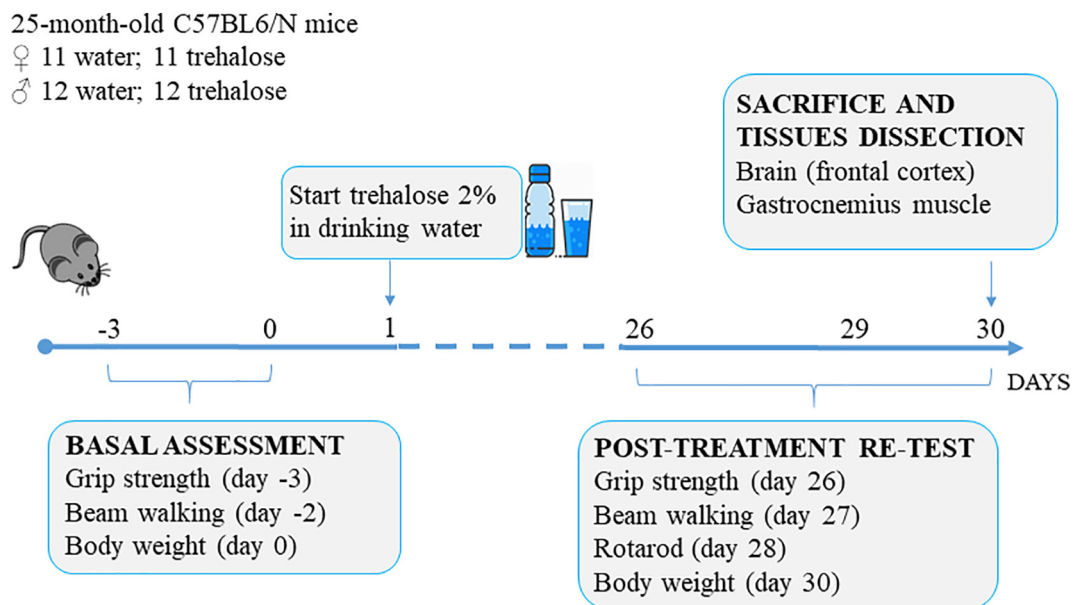 25-month-old C57BL6/N mice
♀ 11 water; 11 trehalose
♂ 12 water; 12 trehalose
SACRIFICE AND
TISSUES DISSECTION
Brain (frontal cortex)
Gastrocnemius muscle
Start trehalose 2%
in drinking water
-3 0 1 26 29 30
DAYS
BASAL ASSESSMENT
Grip strength (day -3)
Beam walking (day -2)
Body weight (day 0)
POST-TREATMENT RE-TEST
Grip strength (day 26)
Beam walking (day 27)
Rotarod (day 28)
Body weight (day 30)